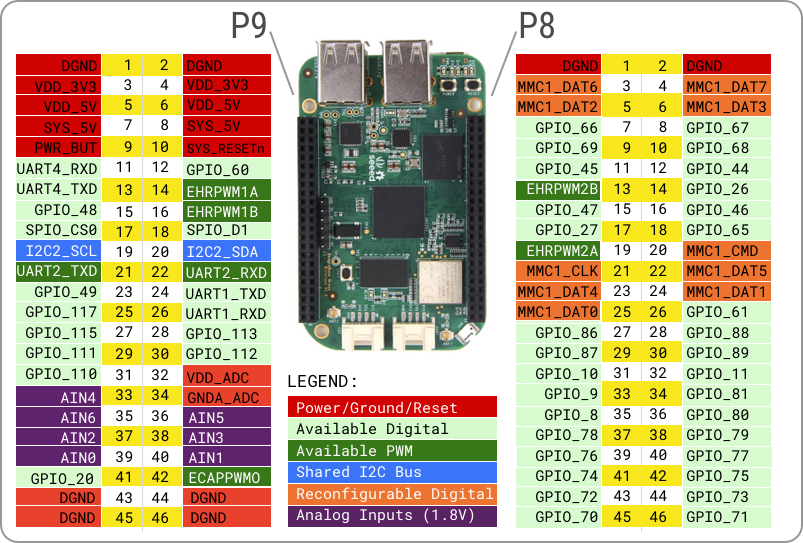 P9
P8
DGND 1 2 DGND
VDD_3V3 3 4 VDD_3V3
VDD_5V 5 6 VDD_5V
SYS_5V 7 8 SYS_5V
PWR_BUT 9 10 SYS_RESETn
UART4_RXD 11 12 GPIO_60
UART4_TXD 13 14 EHRPWM1A
GPIO_48 15 16 EHRPWM1B
SPIO_CS0 17 18 SPIO_D1
I2C2_SCL 19 20 I2C2_SDA
UART2_TXD 21 22 UART2_RXD
GPIO_49 23 24 UART1_TXD
GPIO_117 25 26 UART1_RXD
GPIO_115 27 28 GPIO_113
GPIO_111 29 30 GPIO_112
GPIO_110 31 32 VDD_ADC
AIN4 33 34 GNDA_ADC
AIN6 35 36 AIN5
AIN2 37 38 AIN3
AIN0 39 40 AIN1
GPIO_20 41 42 ECAPPWMO
DGND 43 44 DGND
DGND 45 46 DGND
POWER
RESET
seeed
LEGEND:
Power/Ground/Reset
Available Digital
Available PWM
Shared I2C Bus
Reconfigurable Digital
Analog Inputs (1.8V)
DGND 1 2 DGND
MMC1_DAT6 3 4 MMC1_DAT7
MMC1_DAT2 5 6 MMC1_DAT3
GPIO_66 7 8 GPIO_67
GPIO_69 9 10 GPIO_68
GPIO_45 11 12 GPIO_44
EHRPWM2B 13 14 GPIO_26
GPIO_47 15 16 GPIO_46
GPIO_27 17 18 GPIO_65
EHRPWM2A 19 20 MMC1_CMD
MMC1_CLK 21 22 MMC1_DAT5
MMC1_DAT4 23 24 MMC1_DAT1
MMC1_DAT0 25 26 GPIO_61
GPIO_86 27 28 GPIO_88
GPIO_87 29 30 GPIO_89
GPIO_10 31 32 GPIO_11
GPIO_9 33 34 GPIO_81
GPIO_8 35 36 GPIO_80
GPIO_78 37 38 GPIO_79
GPIO_76 39 40 GPIO_77
GPIO_74 41 42 GPIO_75
GPIO_72 43 44 GPIO_73
GPIO_70 45 46 GPIO_71